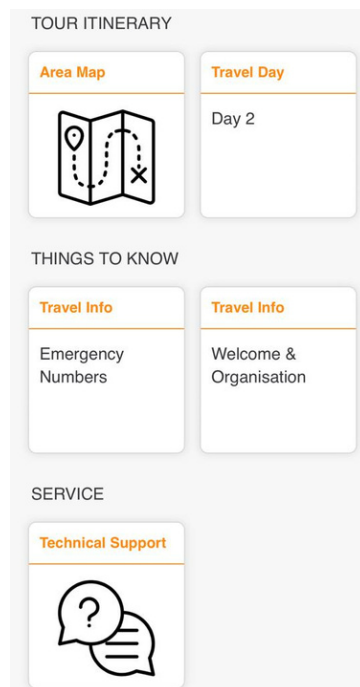 TOUR ITINERARY
Area Map
Travel Day
Day 2
THINGS TO KNOW
Travel Info
Travel Info
Emergency
Numbers
Welcome &
Organisation
SERVICE
Technical Support
?